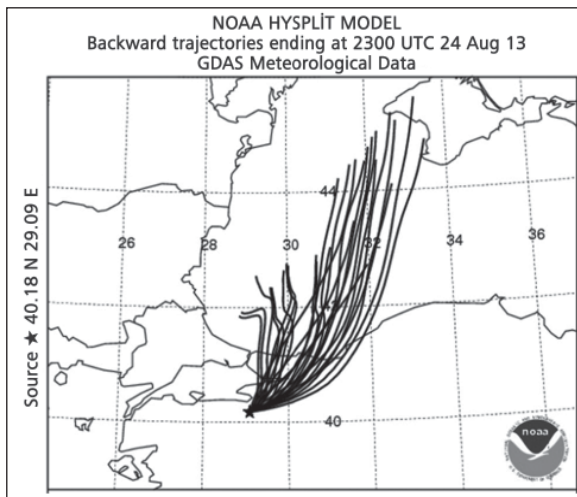 NOAA HYSPLİT MODEL
Backward trajectories ending at 2300 UTC 24 Aug 13
GDAS Meteorological Data
Source ★ 40.18 N 29.09 E
44
26 28 30 32 34 36
40
noaa